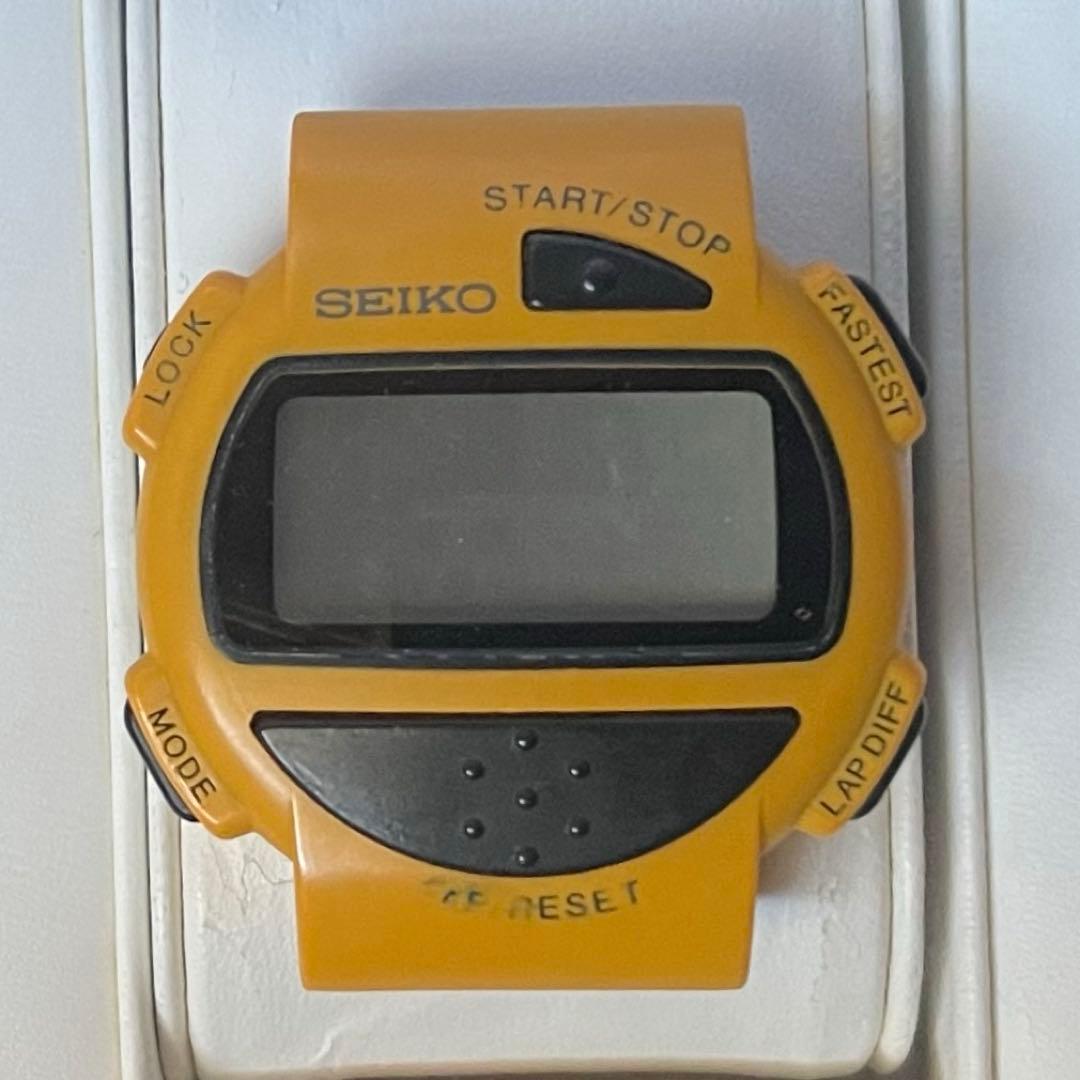 START/STOP
SEIKO
LOCK
FASTEST
MODE
LAP DIFF
RESET